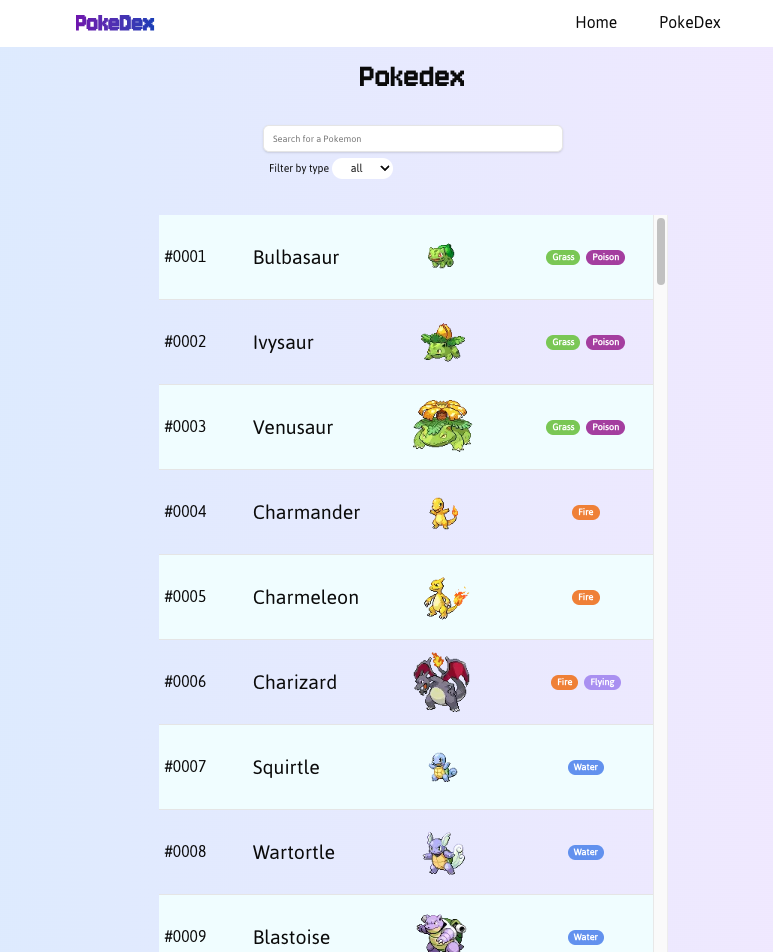 PokeDex Home PokeDex
Pokedex
Search for a Pokemon
Filter by type all
#0001 Bulbasaur Grass Poison
#0002 Ivysaur Grass Poison
#0003 Venusaur Grass Poison
#0004 Charmander Fire
#0005 Charmeleon Fire
#0006 Charizard Fire Flying
#0007 Squirtle Water
#0008 Wartortle Water
#0009 Blastoise Water